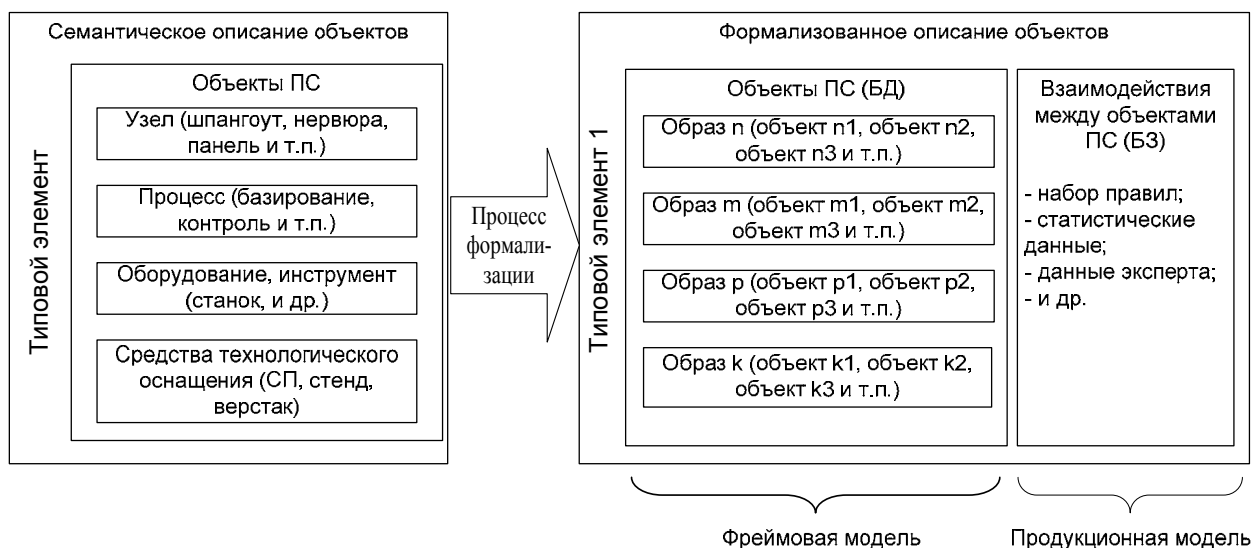 Семантическое описание объектов
Типовой элемент
Объекты ПС
Узел (шпангоут, нервюра,
панель и т.п.)
Процесс (базирование,
контроль и т.п.)
Оборудование, инструмент
(станок, и др.)
Средства технологического
оснащения (СП, стенд,
верстак)
Процесс
формали-
зации
Формализованное описание объектов
Типовой элемент 1
Объекты ПС (БД)
Образ n (объект n1, объект n2,
объект n3 и т.п.)
Образ m (объект m1, объект m2,
объект m3 и т.п.)
Образ p (объект p1, объект p2,
объект p3 и т.п.)
Образ k (объект k1, объект k2,
объект k3 и т.п.)
Взаимодействия
между объектами
ПС (БЗ)
- набор правил;
- статистические
данные;
- данные эксперта;
- и др.
Фреймовая модель
Продукционная модель